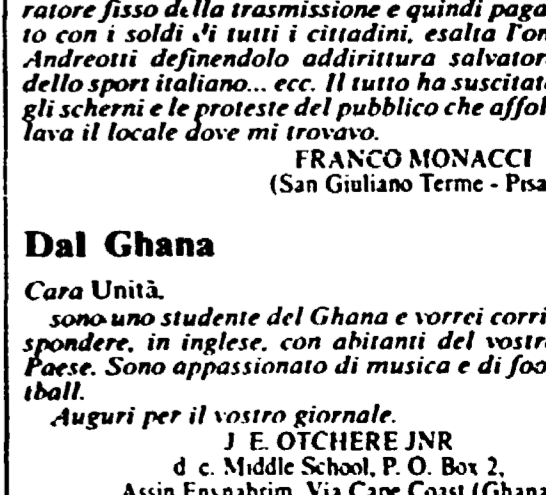 ratore fisso della trasmissione e quindi paga
to con i soldi di tutti i cittadini, esalta l'on
Andreotti definendolo addirittura salvator
dello sport italiano... ecc. Il tutto ha suscitat
gli scherni e le proteste del pubblico che affol
lava il locale dove mi trovavo.
FRANCO MONACCI
(San Giuliano Terme - Pisa
Dal Ghana
Cara Unità,
sono uno studente del Ghana e vorrei corri
spondere, in inglese, con abitanti del vostr
Paese. Sono appassionato di musica e di foo
tball.
Auguri per il vostro giornale.
J E. OTCHERE JNR
d c. Middle School, P. O. Box 2,
Assin Via Cape Coast (Ghana